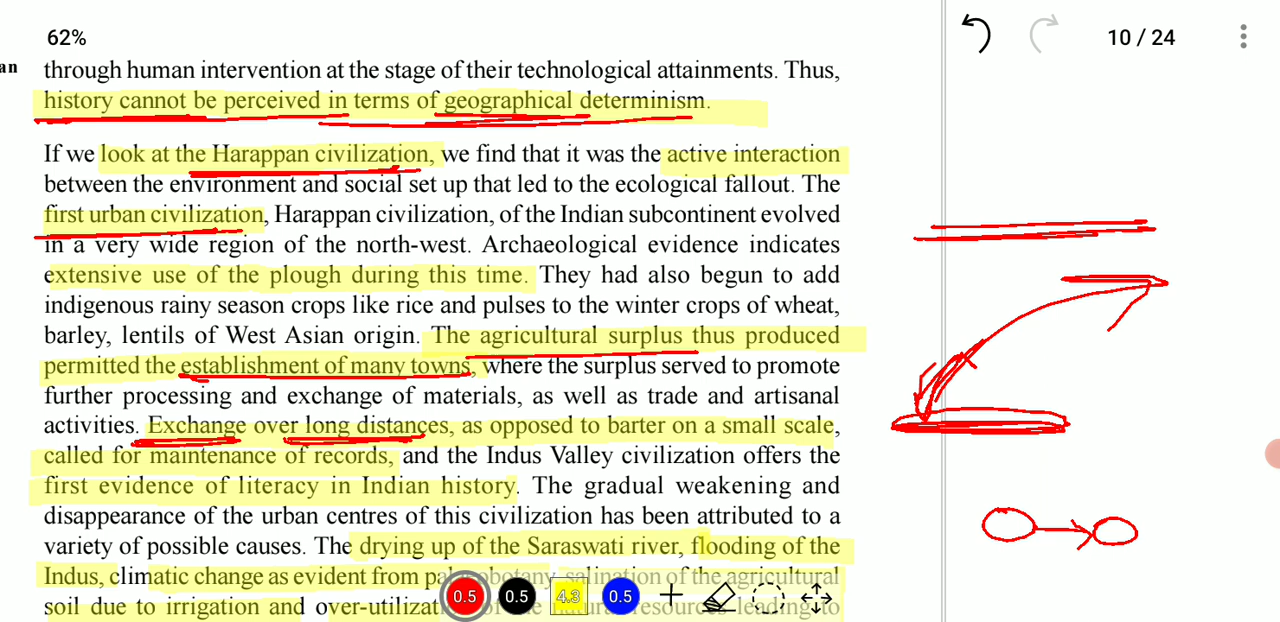 62%
10 / 24
an
through human intervention at the stage of their technological attainments. Thus,
history cannot be perceived in terms of geographical determinism.
If we look at the Harappan civilization, we find that it was the active interaction
between the environment and social set up that led to the ecological fallout. The
first urban civilization, Harappan civilization, of the Indian subcontinent evolved
in a very wide region of the north-west. Archaeological evidence indicates
extensive use of the plough during this time. They had also begun to add
indigenous rainy season crops like rice and pulses to the winter crops of wheat,
barley, lentils of West Asian origin. The agricultural surplus thus produced
permitted the establishment of many towns, where the surplus served to promote
further processing and exchange of materials, as well as trade and artisanal
activities. Exchange over long distances, as opposed to barter on a small scale,
called for maintenance of records, and the Indus Valley civilization offers the
first evidence of literacy in Indian history. The gradual weakening and
disappearance of the urban centres of this civilization has been attributed to a
variety of possible causes. The drying up of the Saraswati river, flooding of the
Indus, climatic change as evident from palaeobotany, salination of the agricultural
soil due to irrigation and over-utilization of the natural resources leading to
0.5 0.5 4.3 0.5